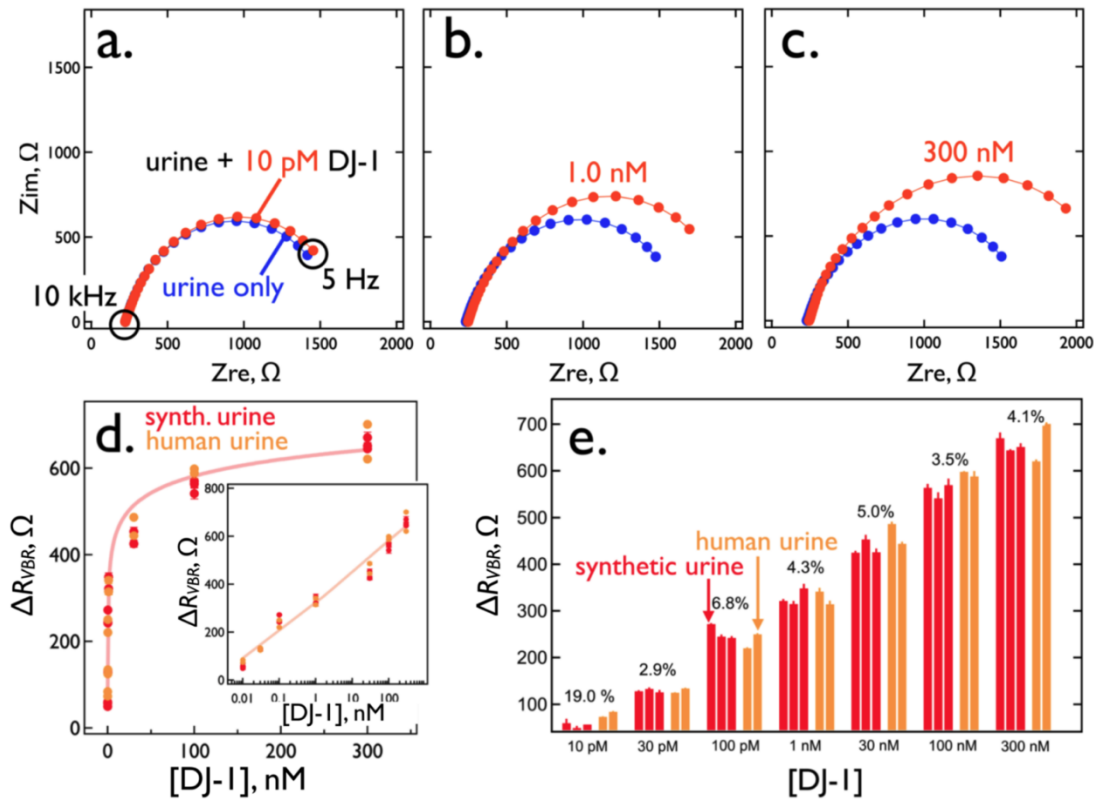 a.
b.
c.
Zim, Ω
1500
1000
500
0
urine + 10 pM DJ-1
urine only
10 kHz
5 Hz
1.0 nM
300 nM
0 500 1000 1500 2000
0 500 1000 1500 2000
0 500 1000 1500 2000
Zre, Ω
Zre, Ω
Zre, Ω
d.
synth. urine
human urine
ΔRVBR, Ω
600
400
200
0
0 100 200 300
[DJ-1], nM
ΔRVBR, Ω
800
600
400
200
0
0.01 0.1 1 10 100
[DJ-1], nM
e.
ΔRVBR, Ω
700
600
500
400
300
200
100
synthetic urine
human urine
19.0 %
2.9%
6.8%
4.3%
5.0%
3.5%
4.1%
10 pM 30 pM 100 pM 1 nM 30 nM 100 nM 300 nM
[DJ-1]